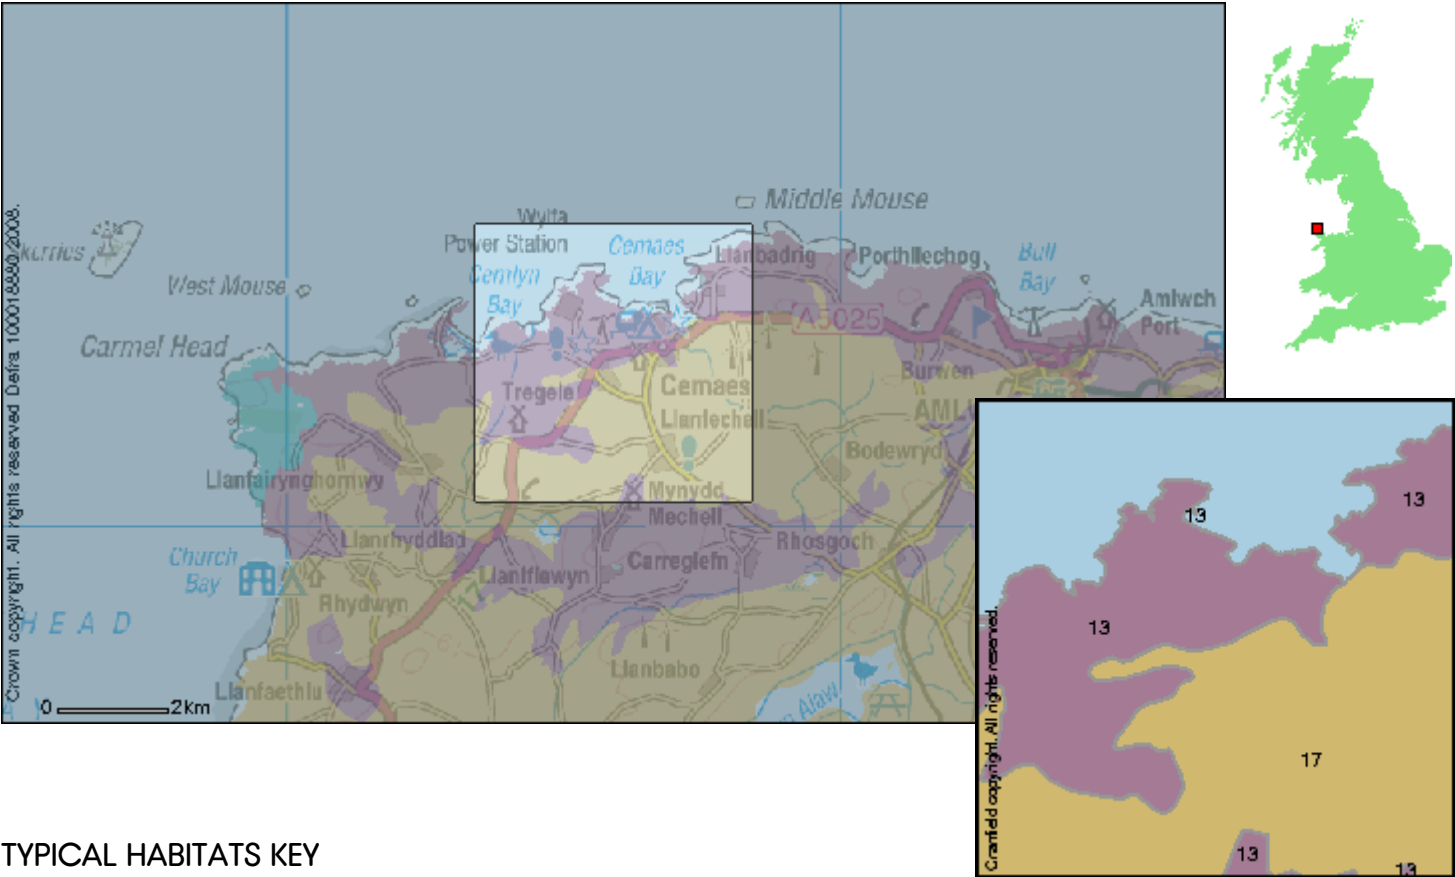 Middle Mouse
Wylfa
Power Station
Cemaes
Bay
Llanbadrig
Porthllechog
Bull
Bay
Cemlyn
Bay
West Mouse
Amlwch
Port
A5025
Carmel Head
Burwen
Tregele
Cemaes
Llanfechell
AML
Bodewryd
Llanfairynghornwy
Mynydd
Mechell
Llanrhyddlad
Rhosgoch
Carreglefn
Church
Bay
Llanfflewyn
Rhydwyn
HEAD
Llanbabo
Llanfaethlu
Alaw
0 2km
Crown copyright. All rights reserved. Defra 100018880/2008.
13
13
13
17
13
13
Cranfield copyright. All rights reserved.
TYPICAL HABITATS KEY